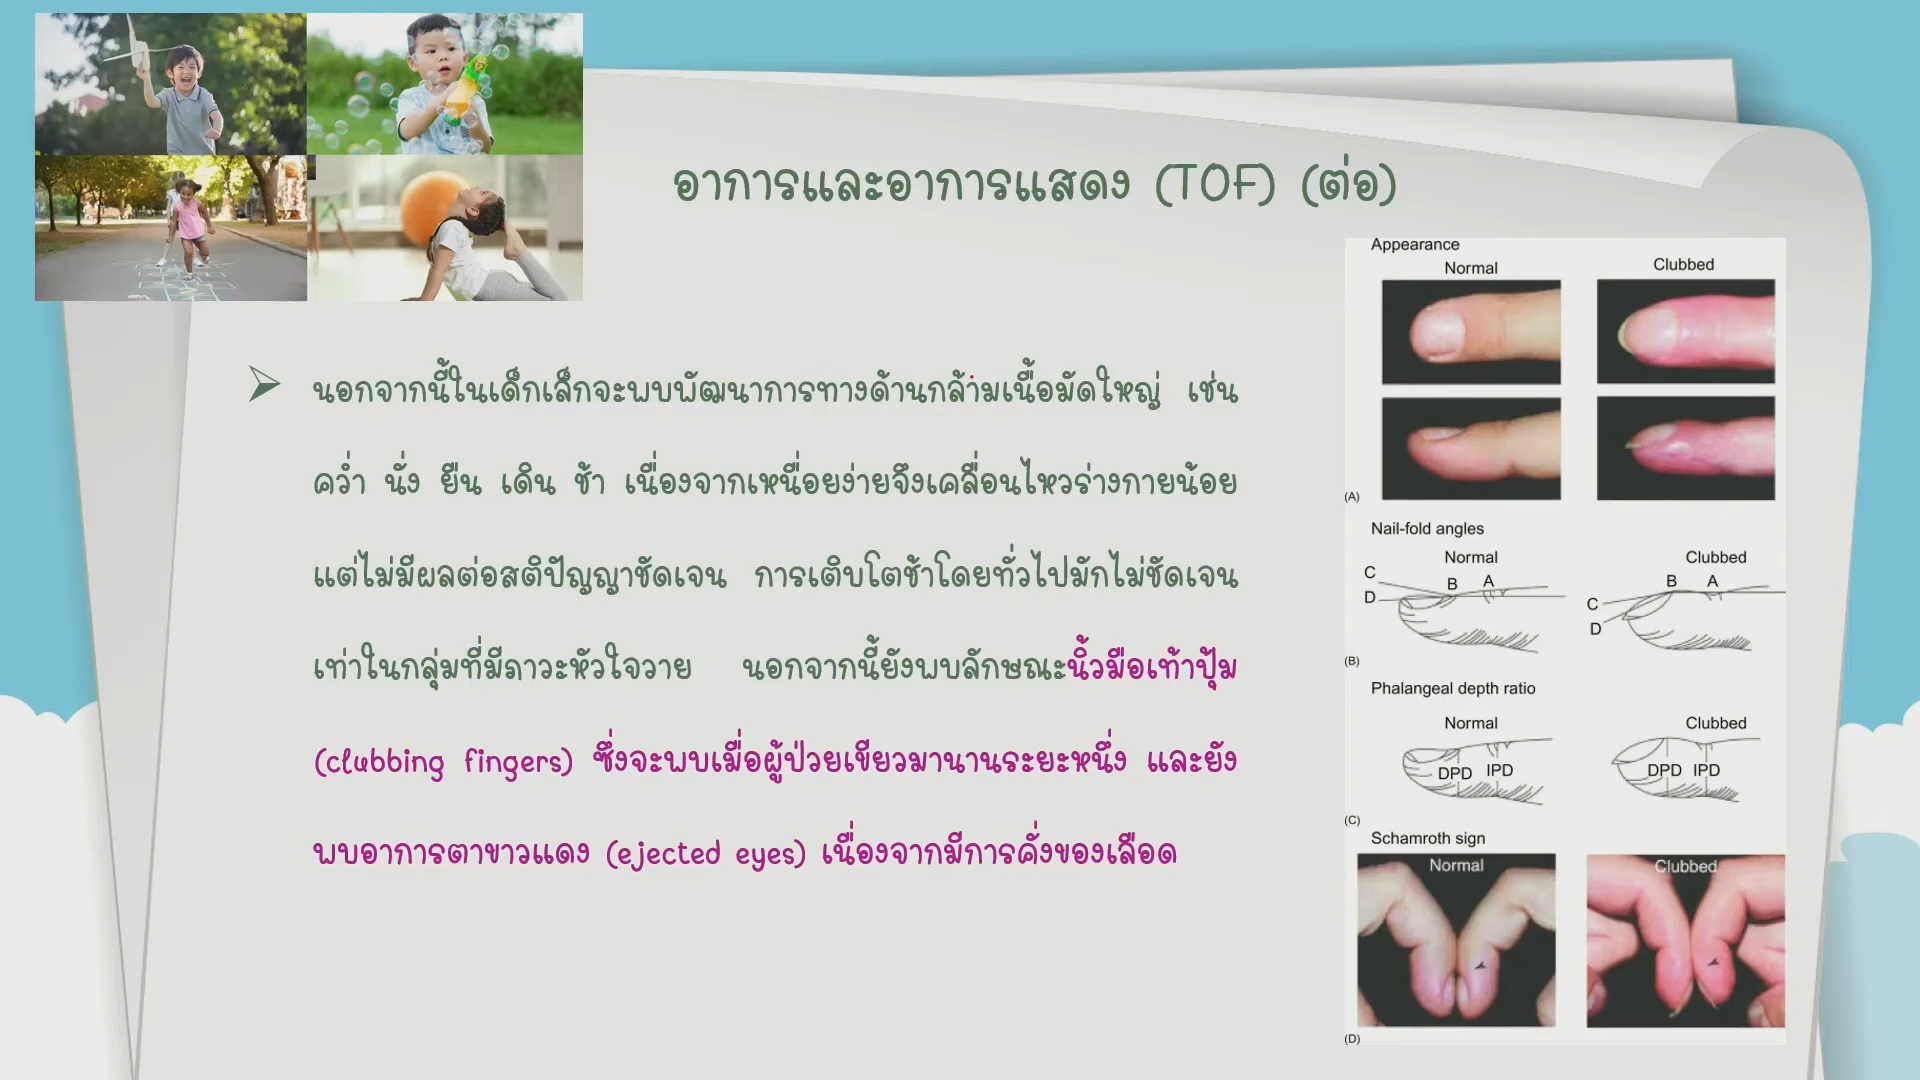 อาการและอาการแสดง (TOF) (ต่อ)
นอกจากนี้ในเด็กเล็กจะพบพัฒนาการทางด้านกล้ามเนื้อมัดใหญ่ เช่น
คว่ำ นั่ง ยืน เดิน ช้า เนื่องจากเหนื่อยง่ายจึงเคลื่อนไหวร่างกายน้อย
แต่ไม่มีผลต่อสติปัญญาชัดเจน การเติบโตช้าโดยทั่วไปมักไม่ชัดเจน
เท่าในกลุ่มที่มีภาวะหัวใจวาย นอกจากนี้ยังพบลักษณะนิ้วมือเท้าปุ้ม
(clubbing fingers) ซึ่งจะพบเมื่อผู้ป่วยเขียวมานานระยะหนึ่ง และยัง
พบอาการตาขาวแดง (ejected eyes) เนื่องจากมีการคั่งของเลือด
Appearance
Normal Clubbed
(A)
Nail-fold angles
Normal Clubbed
C B A B A
D C
D
(B)
Phalangeal depth ratio
Normal Clubbed
DPD IPD DPD IPD
(C)
Schamroth sign
Normal Clubbed
(D)